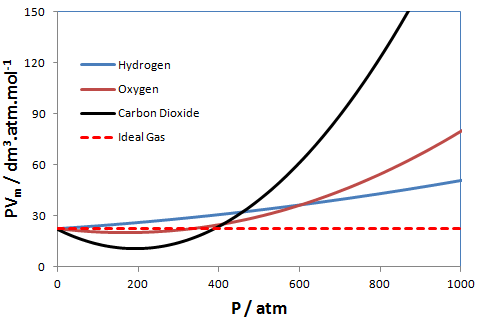 150
120
90
60
30
0
PVₘ / dm³.atm.mol⁻¹
Hydrogen
Oxygen
Carbon Dioxide
Ideal Gas
0 200 400 600 800 1000
P / atm